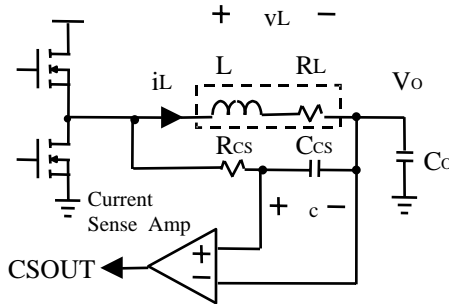 + vL −
iL L RL VO
RCS CCS CO
Current
Sense Amp
+ c −
CSOUT
+
−